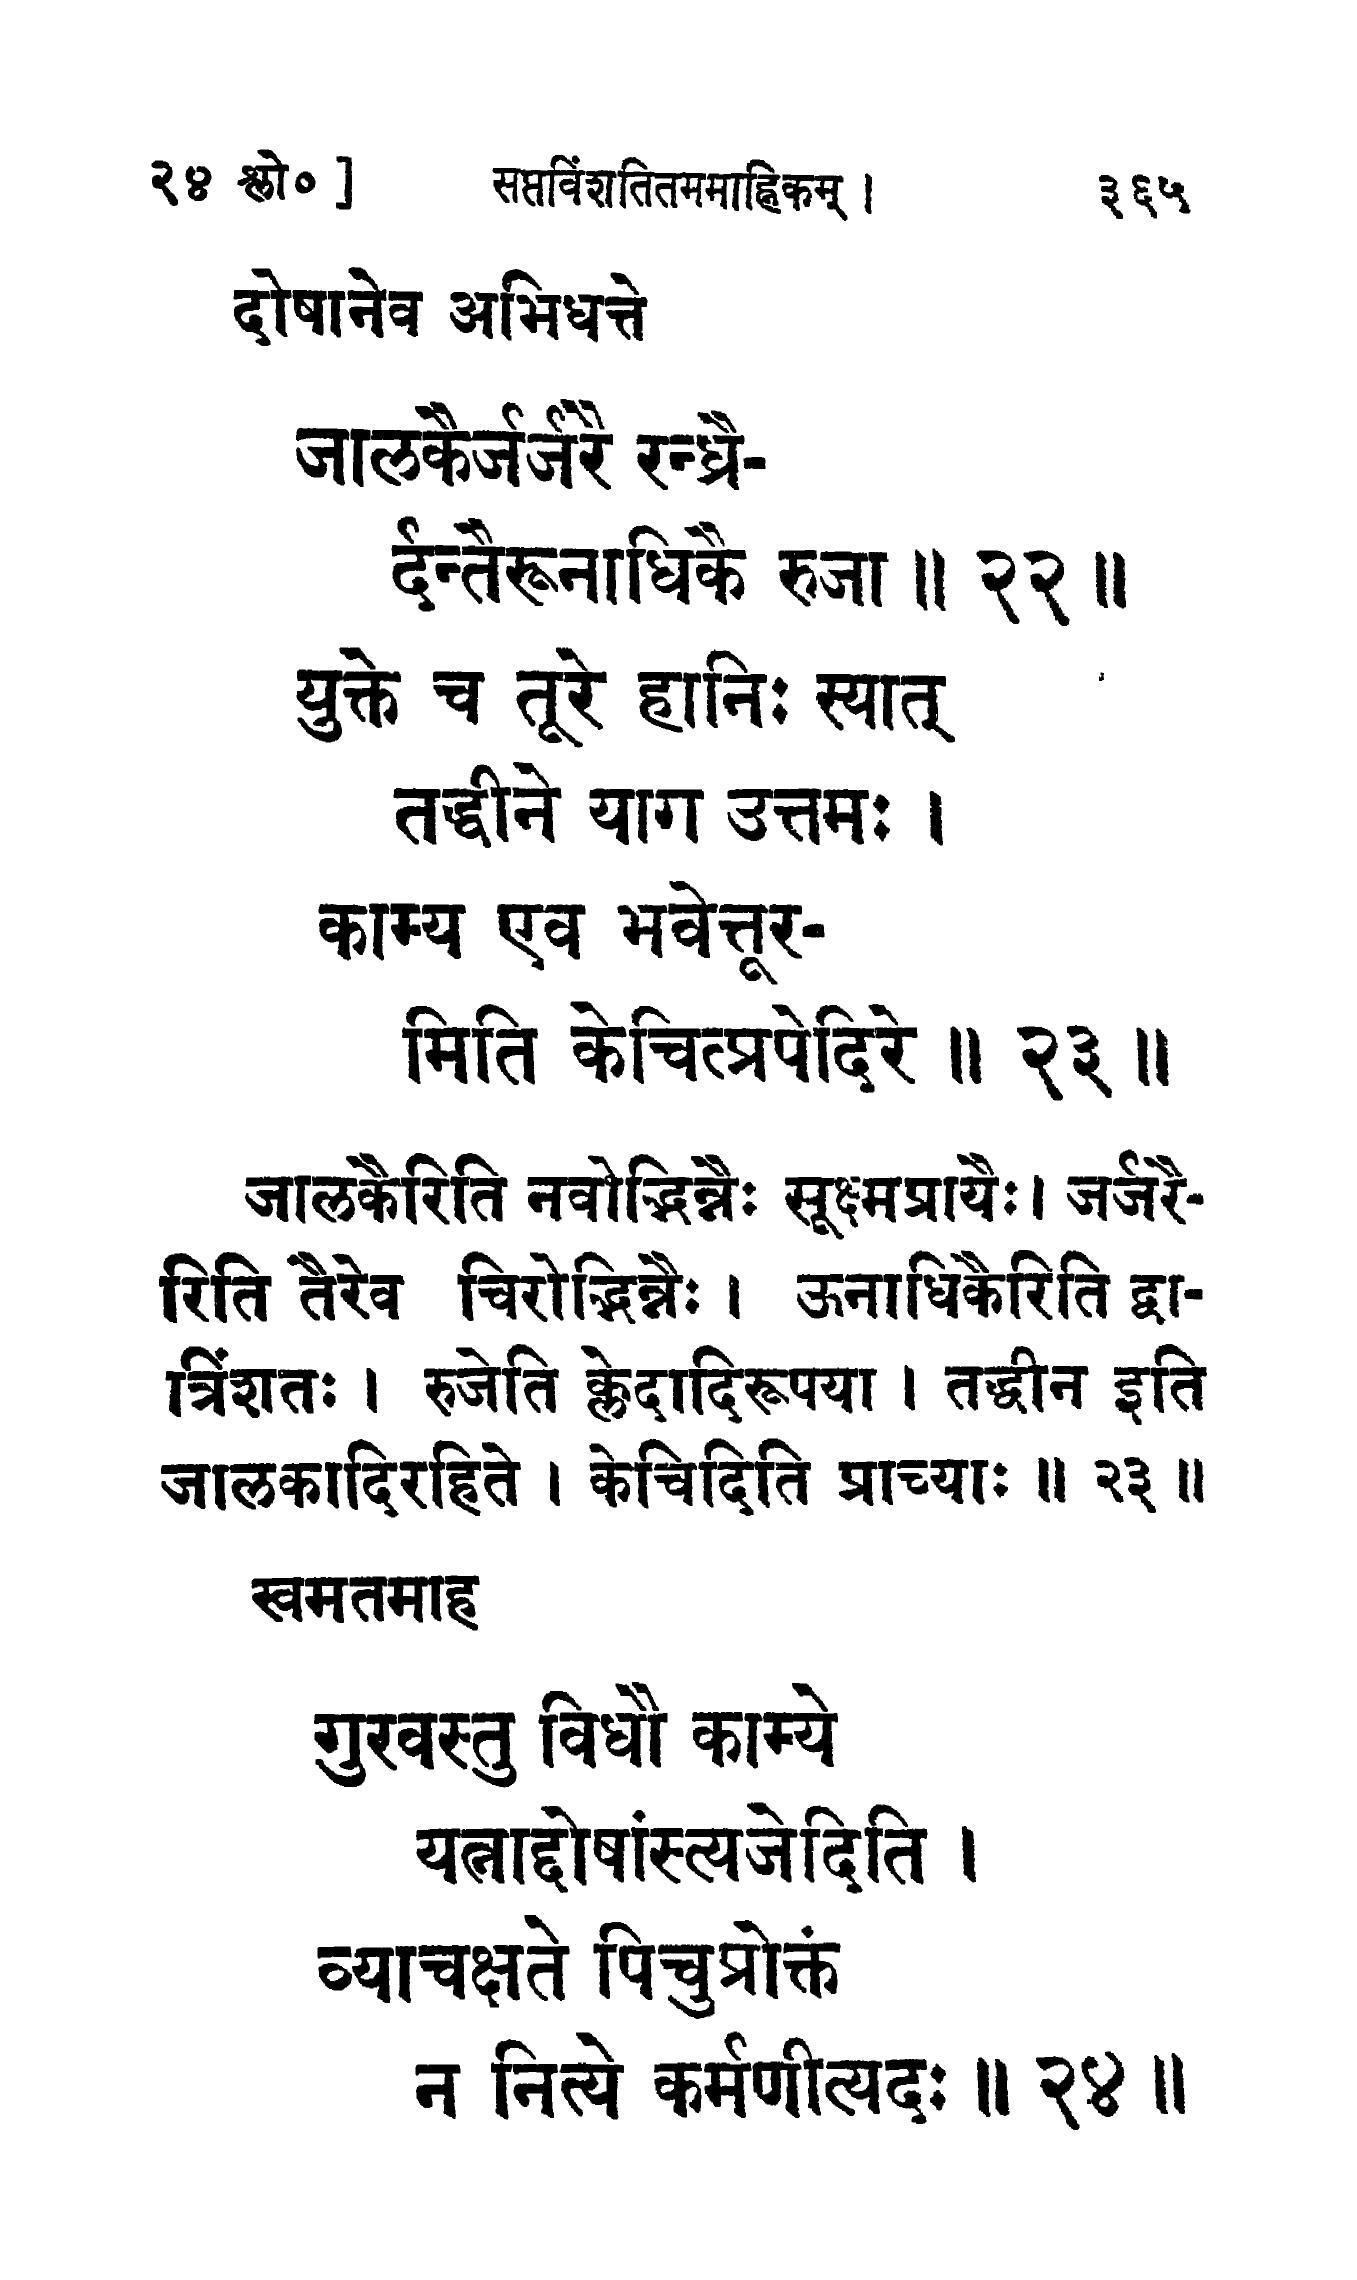 २४ श्लो० ] सप्तविंशतितममाह्निकम् । ३६५
दोषानेव अभिधत्ते
जालकैर्जर्जरै रन्ध्रै-
र्दन्तैरूनाधिकै रुजा ॥ २२ ॥
युक्ते च तूरे हानिः स्यात्
तद्धीने याग उत्तमः ।
काम्य एव भवेत्तूर-
मिति केचित्प्रपेदिरे ॥ २३ ॥
जालकैरिति नवोद्भिन्नैः सूक्ष्मप्रायैः। जर्जरै-
रिति तैरेव चिरोद्भिन्नैः । ऊनाधिकैरिति द्वा-
त्रिंशतः । रुजेति क्लेदादिरूपया । तद्धीन इति
जालकादिरहिते । केचिदिति प्राच्याः ॥ २३ ॥
स्वमतमाह
गुरवस्तु विधौ काम्ये
यत्नाद्दोषांस्त्यजेदिति ।
व्याचक्षते पिचुप्रोक्तं
न नित्ये कर्मणीत्यदः ॥ २४ ॥